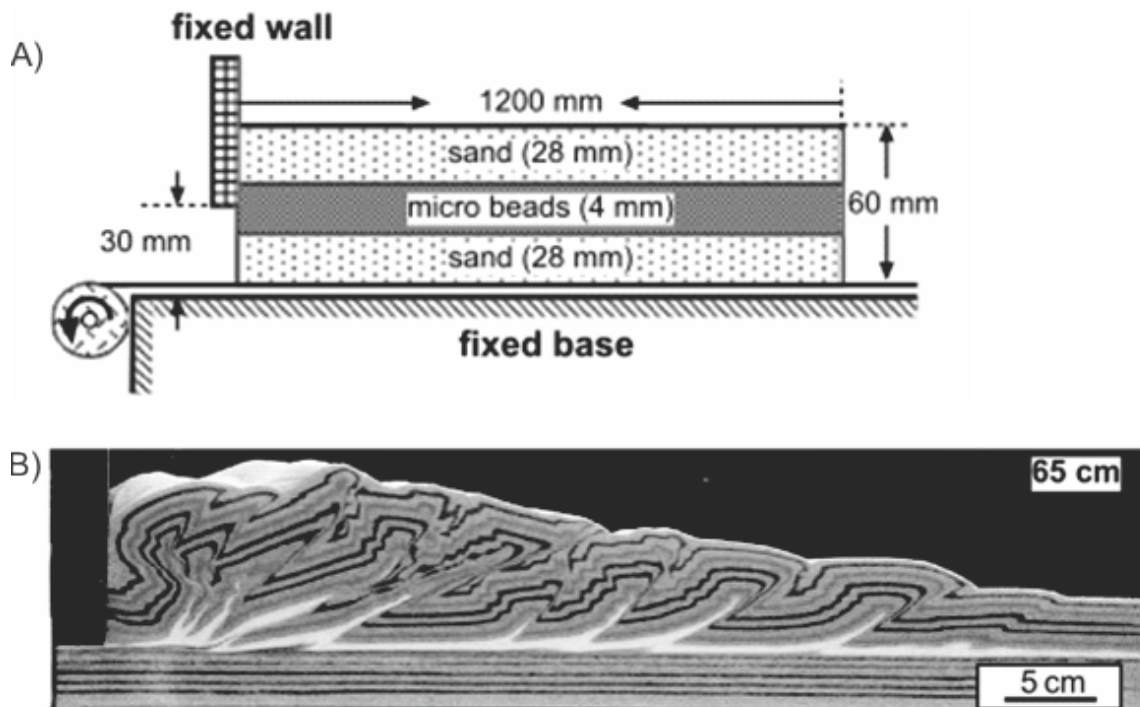 fixed wall
A)
1200 mm
sand (28 mm)
micro beads (4 mm)
60 mm
30 mm
sand (28 mm)
fixed base
B)
65 cm
5 cm